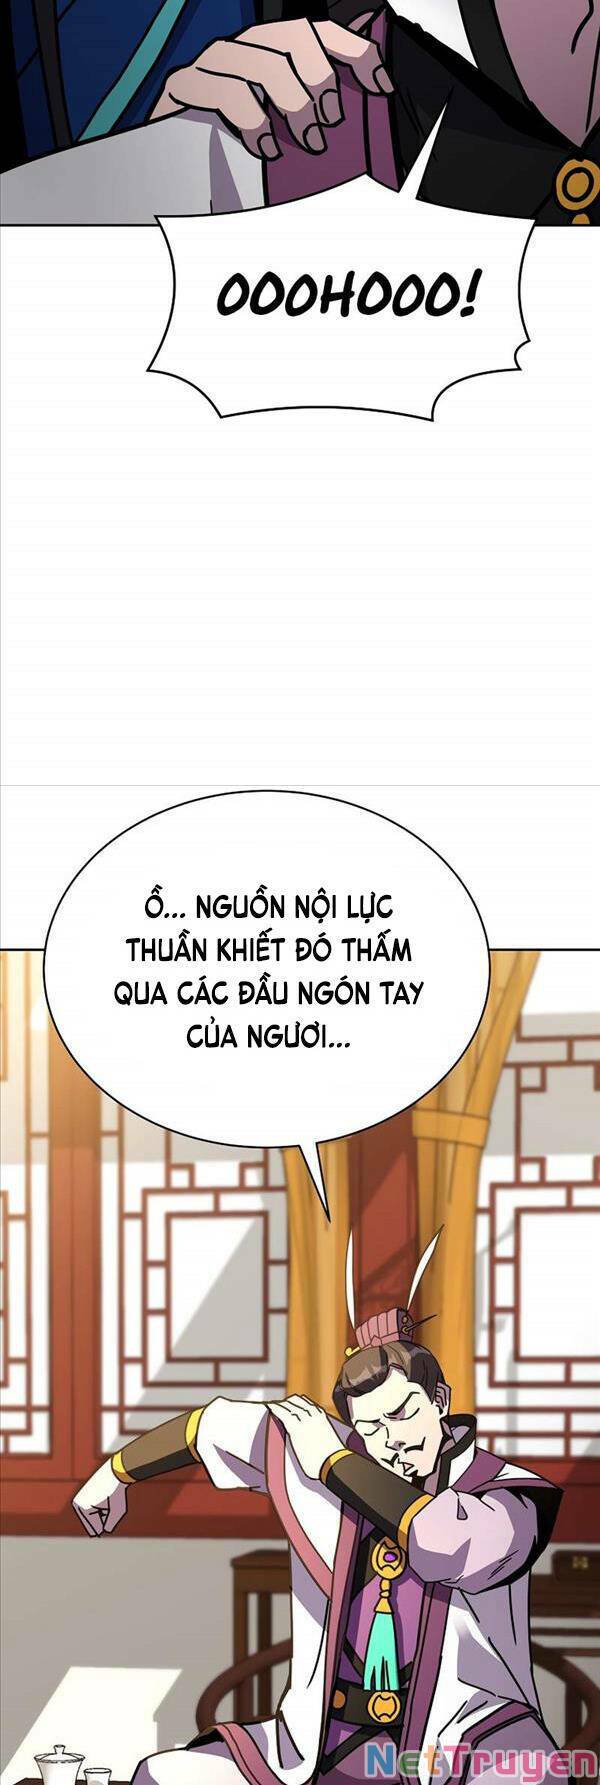 OOOHOOO!
Ồ... NGUỒN NỘI LỰC
THUẦN KHIẾT ĐÓ THẤM
QUA CÁC ĐẦU NGÓN TAY
CỦA NGƯƠI...
NetTruyen